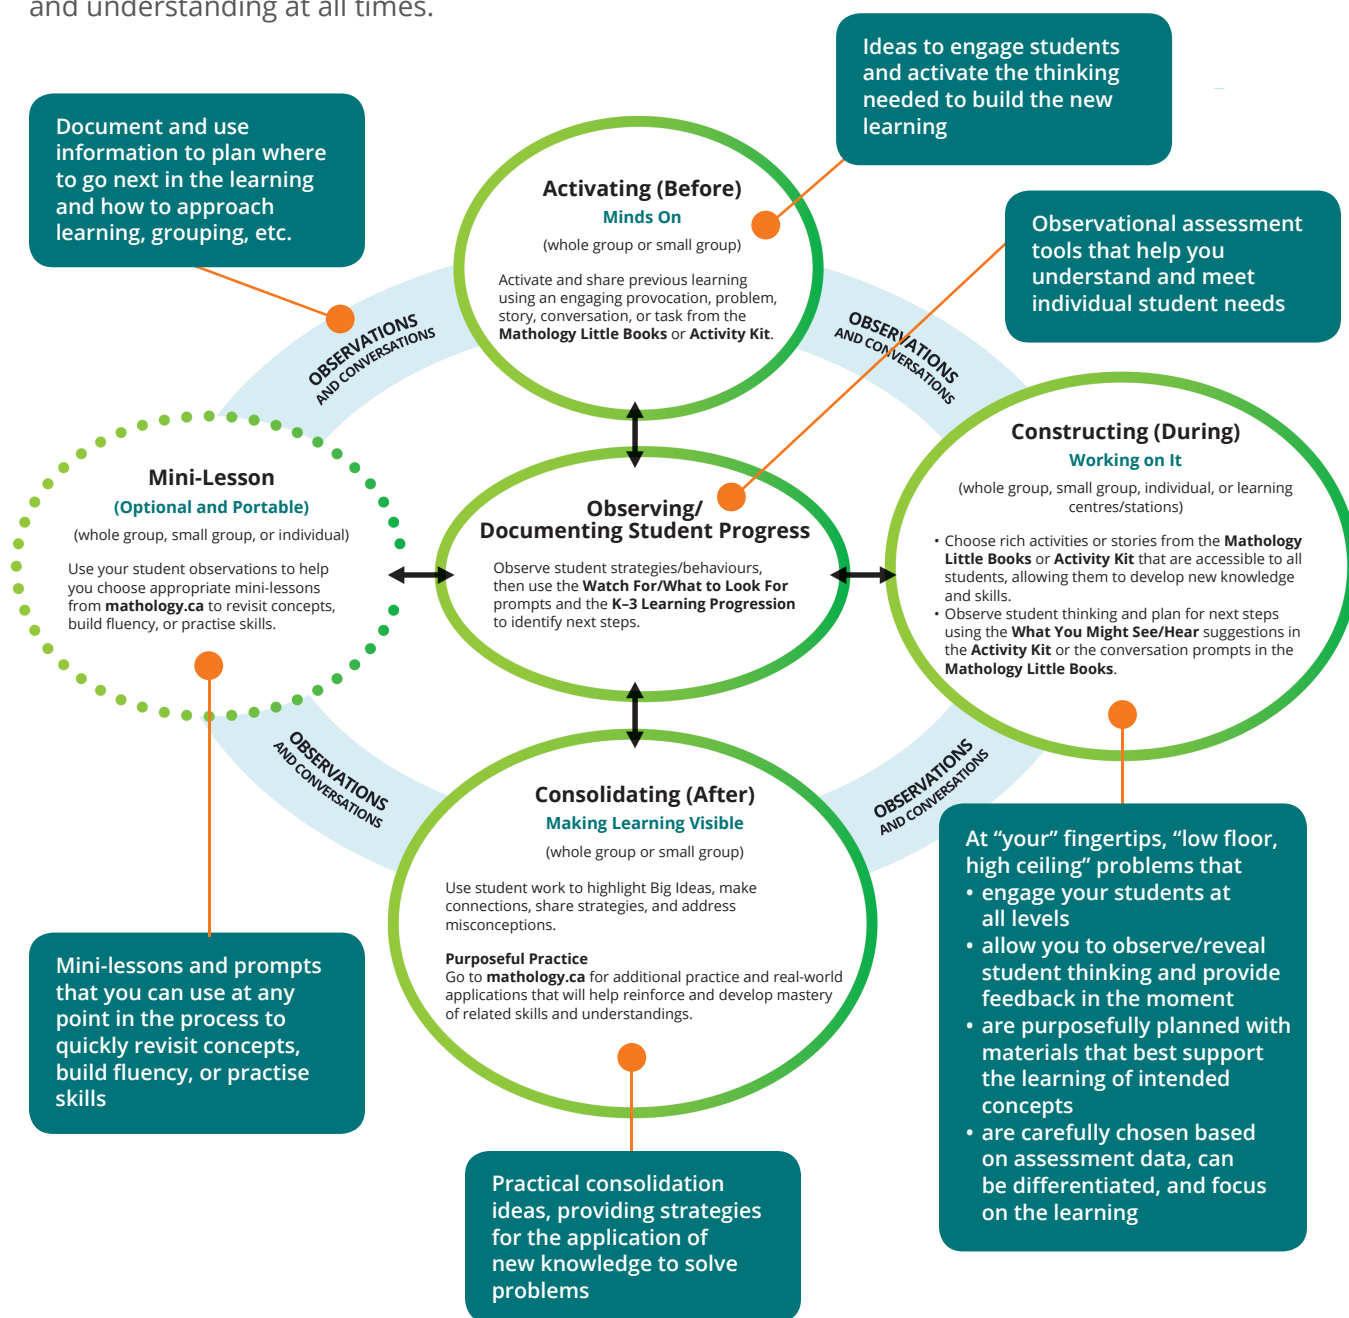 and understanding at all times.
Ideas to engage students
and activate the thinking
needed to build the new
learning
Document and use
information to plan where
to go next in the learning
and how to approach
learning, grouping, etc.
Activating (Before)
Minds On
(whole group or small group)
Activate and share previous learning
using an engaging provocation, problem,
story, conversation, or task from the
Mathology Little Books or Activity Kit.
Observational assessment
tools that help you
understand and meet
individual student needs
OBSERVATIONS
AND CONVERSATIONS
OBSERVATIONS
AND CONVERSATIONS
Mini-Lesson
(Optional and Portable)
(whole group, small group, or individual)
Use your student observations to help
you choose appropriate mini-lessons
from mathology.ca to revisit concepts,
build fluency, or practise skills.
Observing/
Documenting Student Progress
Observe student strategies/behaviours,
then use the Watch For/What to Look For
prompts and the K–3 Learning Progression
to identify next steps.
Constructing (During)
Working on It
(whole group, small group, individual, or learning
centres/stations)
• Choose rich activities or stories from the Mathology
Little Books or Activity Kit that are accessible to all
students, allowing them to develop new knowledge
and skills.
• Observe student thinking and plan for next steps
using the What You Might See/Hear suggestions in
the Activity Kit or the conversation prompts in the
Mathology Little Books.
OBSERVATIONS
AND CONVERSATIONS
OBSERVATIONS
AND CONVERSATIONS
Consolidating (After)
Making Learning Visible
(whole group or small group)
Use student work to highlight Big Ideas, make
connections, share strategies, and address
misconceptions.
Purposeful Practice
Go to mathology.ca for additional practice and real-world
applications that will help reinforce and develop mastery
of related skills and understandings.
Mini-lessons and prompts
that you can use at any
point in the process to
quickly revisit concepts,
build fluency, or practise
skills
At “your” fingertips, “low floor,
high ceiling” problems that
• engage your students at
all levels
• allow you to observe/reveal
student thinking and provide
feedback in the moment
• are purposefully planned with
materials that best support
the learning of intended
concepts
• are carefully chosen based
on assessment data, can
be differentiated, and focus
on the learning
Practical consolidation
ideas, providing strategies
for the application of
new knowledge to solve
problems